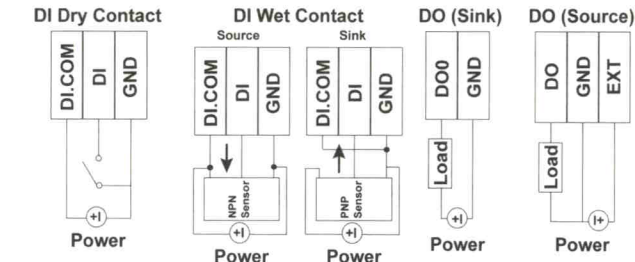 DI Dry Contact
DI.COM
DI
GND
Power
DI Wet Contact
Source
DI.COM
DI
GND
NPN
Sensor
Power
Sink
DI.COM
DI
GND
PNP
Sensor
Power
DO (Sink)
DO0
GND
Load
Power
DO (Source)
DO
GND
EXT
Load
Power